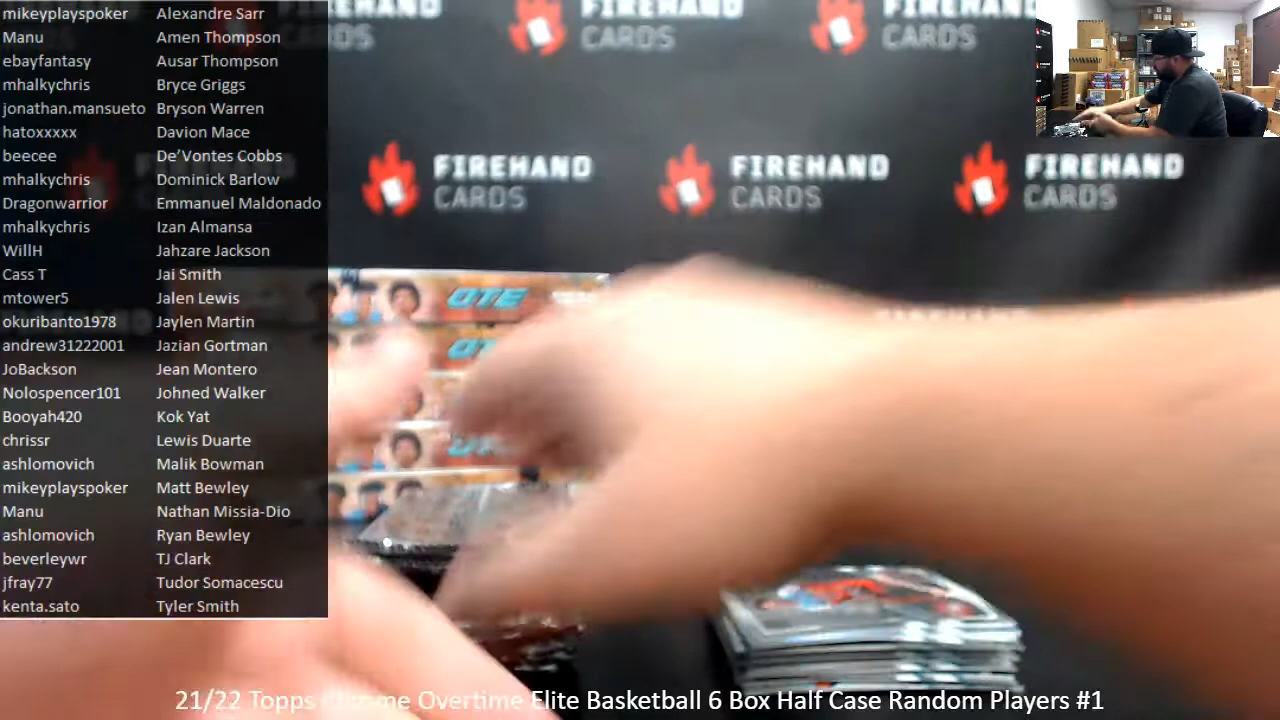 mikeyplayspoker Alexandre Sarr
Manu Amen Thompson
ebayfantasy Ausar Thompson
mhalkychris Bryce Griggs
jonathan.mansueto Bryson Warren
hatoxxxxx Davion Mace
beecee De’Vontes Cobbs
mhalkychris Dominick Barlow
Dragonwarrior Emmanuel Maldonado
mhalkychris Izan Almansa
WillH Jahzare Jackson
Cass T Jai Smith
mtower5 Jalen Lewis
okuribanto1978 Jaylen Martin
andrew31222001 Jazian Gortman
JoBackson Jean Montero
Nolospencer101 Johned Walker
Booyah420 Kok Yat
chrissr Lewis Duarte
ashlomovich Malik Bowman
mikeyplayspoker Matt Bewley
Manu Nathan Missia-Dio
ashlomovich Ryan Bewley
beverleywr TJ Clark
jfray77 Tudor Somacescu
kenta.sato Tyler Smith
FIREHAND FIREHAND
CARDS CARDS CARDS
FIREHAND FIREHAND FIREHAND
CARDS CARDS CARDS
OTE
21/22 Topps Chrome Overtime Elite Basketball 6 Box Half Case Random Players #1